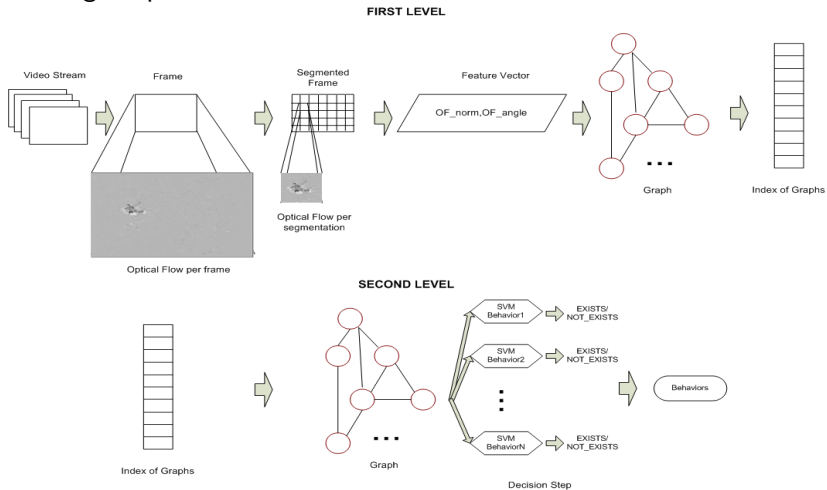 FIRST LEVEL
Video Stream
Frame
Segmented
Frame
Feature Vector
OF_norm,OF_angle
Graph
Index of Graphs
Optical Flow per
segmentation
Optical Flow per frame
SECOND LEVEL
SVM
Behavior1
EXISTS/
NOT_EXISTS
SVM
Behavior2
EXISTS/
NOT_EXISTS
Behaviors
SVM
BehaviorN
EXISTS/
NOT_EXISTS
Index of Graphs
Graph
Decision Step